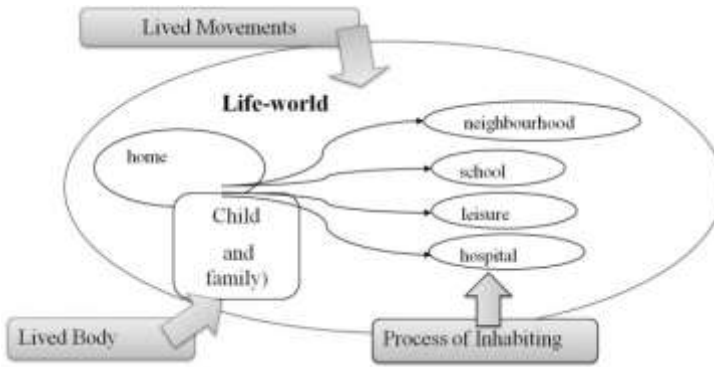 Lived Movements
Life-world
neighbourhood
home
school
Child
leisure
and
family)
hospital
Lived Body
Process of Inhabiting